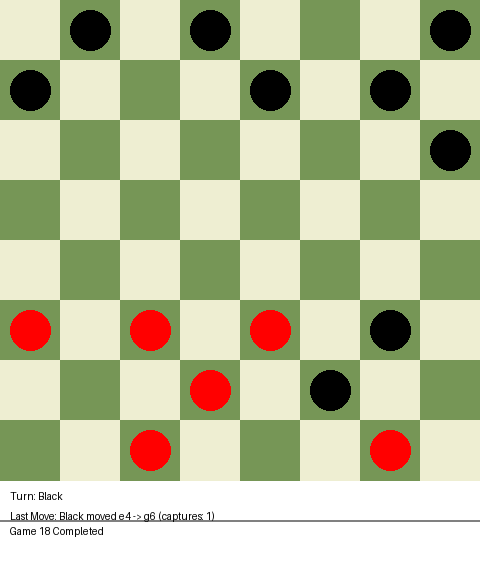 Turn: Black
Last Move: Black moved e4 -> g6 (captures: 1)
Game 18 Completed